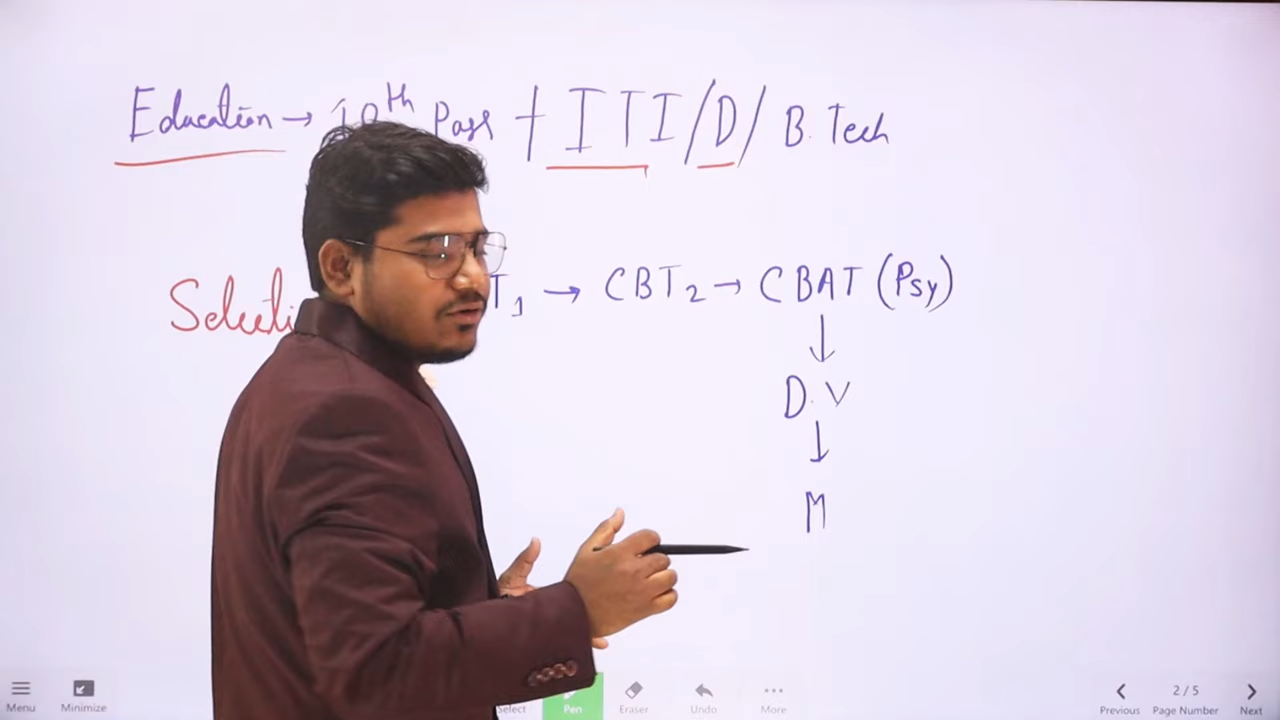 Education → 10th Pass + ITI/D/ B. Tech
T1 → CBT2 → CBAT (Psy)
D.V
M
Menu
Minimize
Select
Pen
Eraser
Undo
More
Previous
2 / 5
Page Number
Next